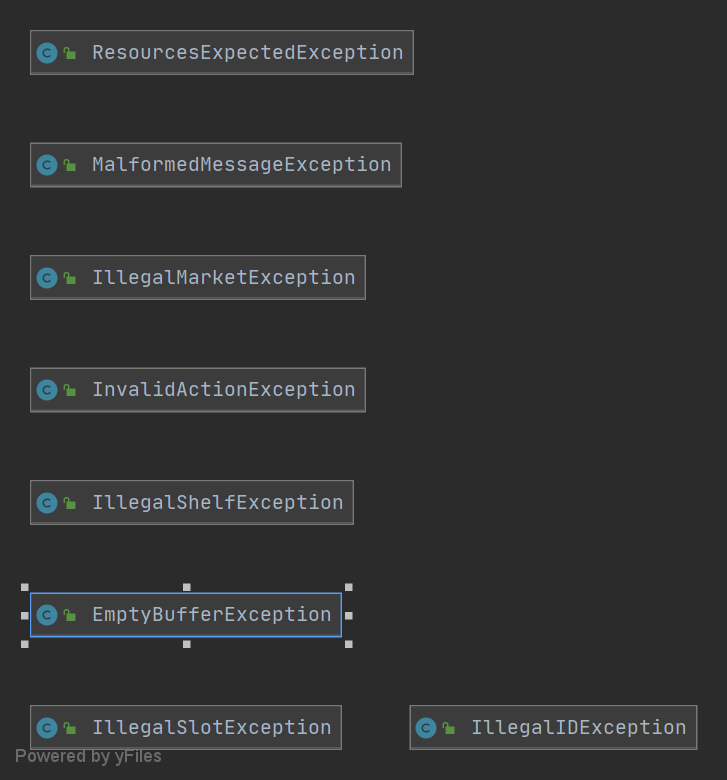 ResourcesExpectedException
MalformedMessageException
IllegalMarketException
InvalidActionException
IllegalShelfException
EmptyBufferException
IllegalSlotException
IllegalIDException
Powered by yFiles